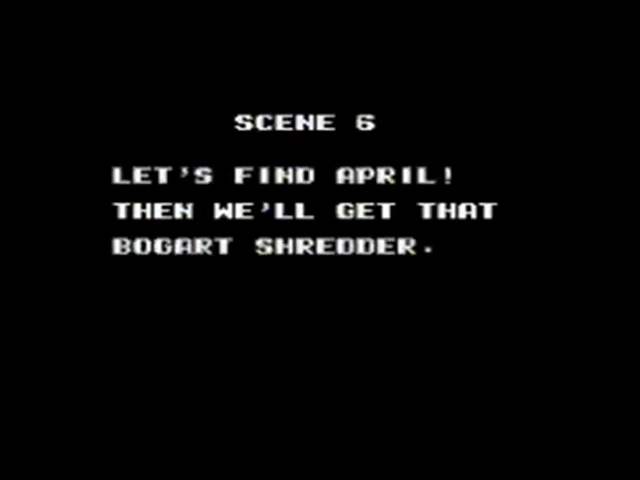 SCENE 6
LET'S FIND APRIL!
THEN WE'LL GET THAT
BOGART SHREDDER.